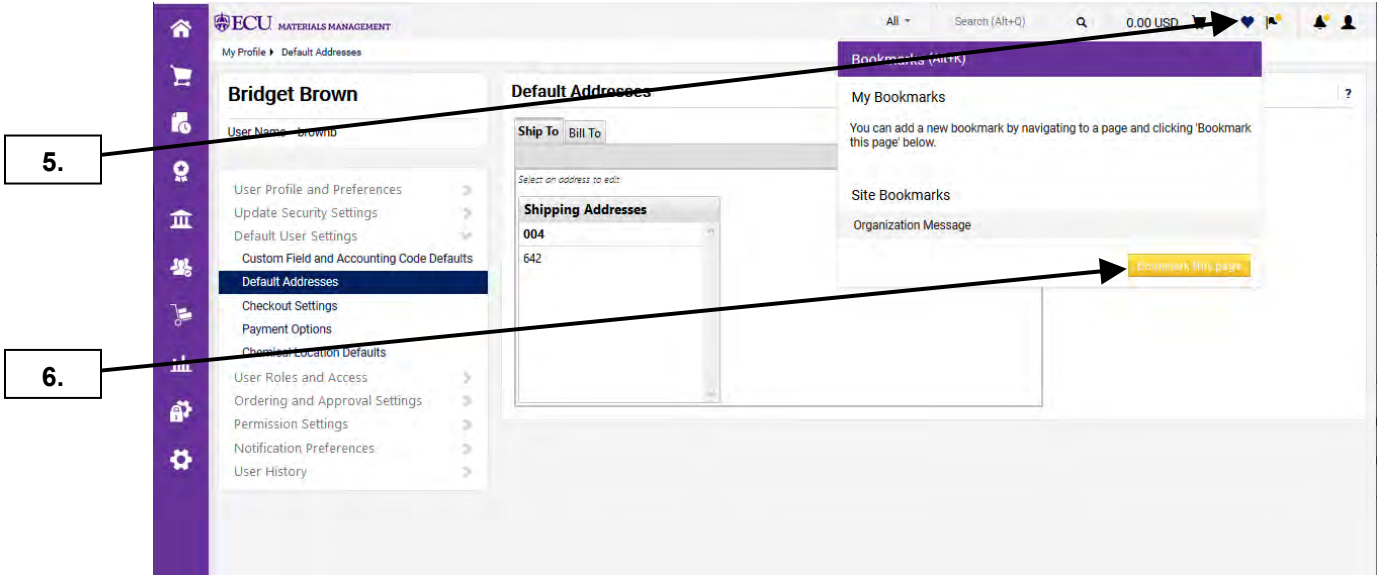 ECU MATERIALS MANAGEMENT
All
Search (Alt+Q)
0.00 USD
My Profile Default Addresses
Bookmarks (Alt+K)
Bridget Brown
Default Addresses
?
My Bookmarks
User Name brownb
Ship To Bill To
You can add a new bookmark by navigating to a page and clicking 'Bookmark
this page' below.
5.
Select an address to edit
User Profile and Preferences
Site Bookmarks
Update Security Settings
Shipping Addresses
Default User Settings
004
Organization Message
Custom Field and Accounting Code Defaults
642
Bookmark this page
Default Addresses
Checkout Settings
Payment Options
Chemical Location Defaults
6.
User Roles and Access
Ordering and Approval Settings
Permission Settings
Notification Preferences
User History